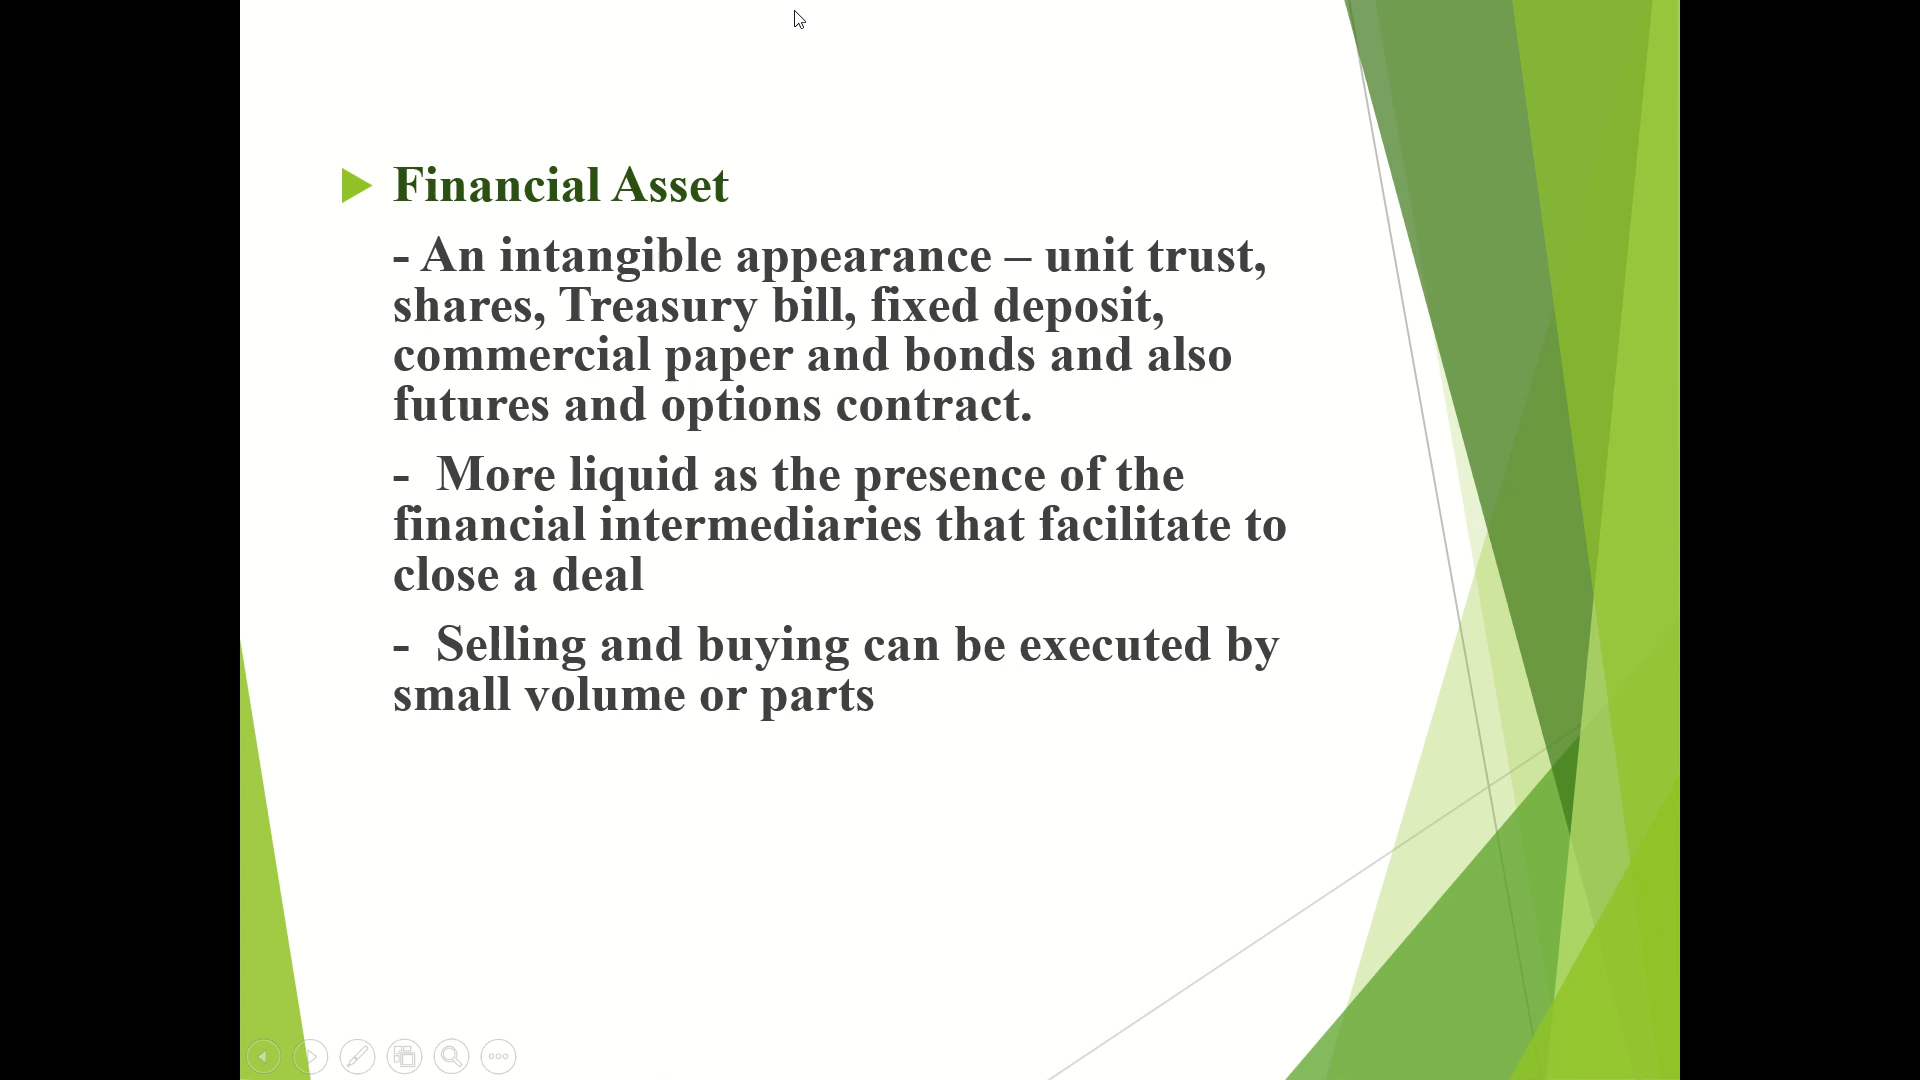 Financial Asset
- An intangible appearance – unit trust,
shares, Treasury bill, fixed deposit,
commercial paper and bonds and also
futures and options contract.
- More liquid as the presence of the
financial intermediaries that facilitate to
close a deal
- Selling and buying can be executed by
small volume or parts